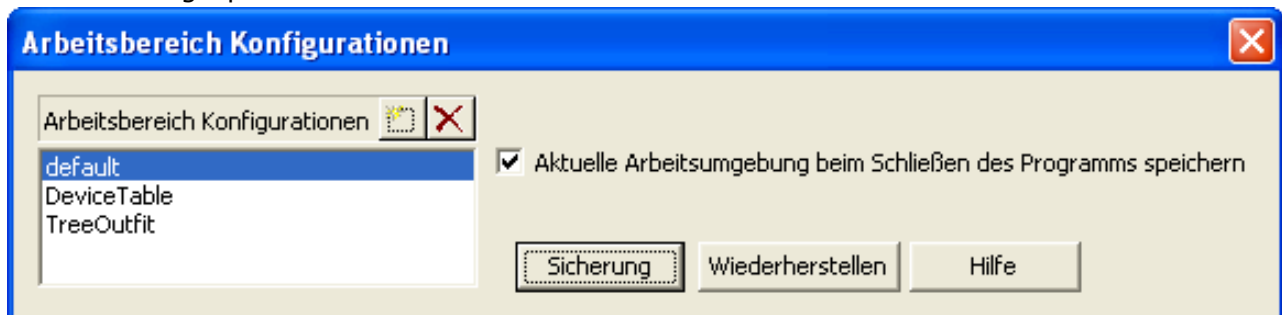 Arbeitsbereich Konfigurationen
Arbeitsbereich Konfigurationen
default
DeviceTable
TreeOutfit
Aktuelle Arbeitsumgebung beim Schließen des Programms speichern
Sicherung
Wiederherstellen
Hilfe